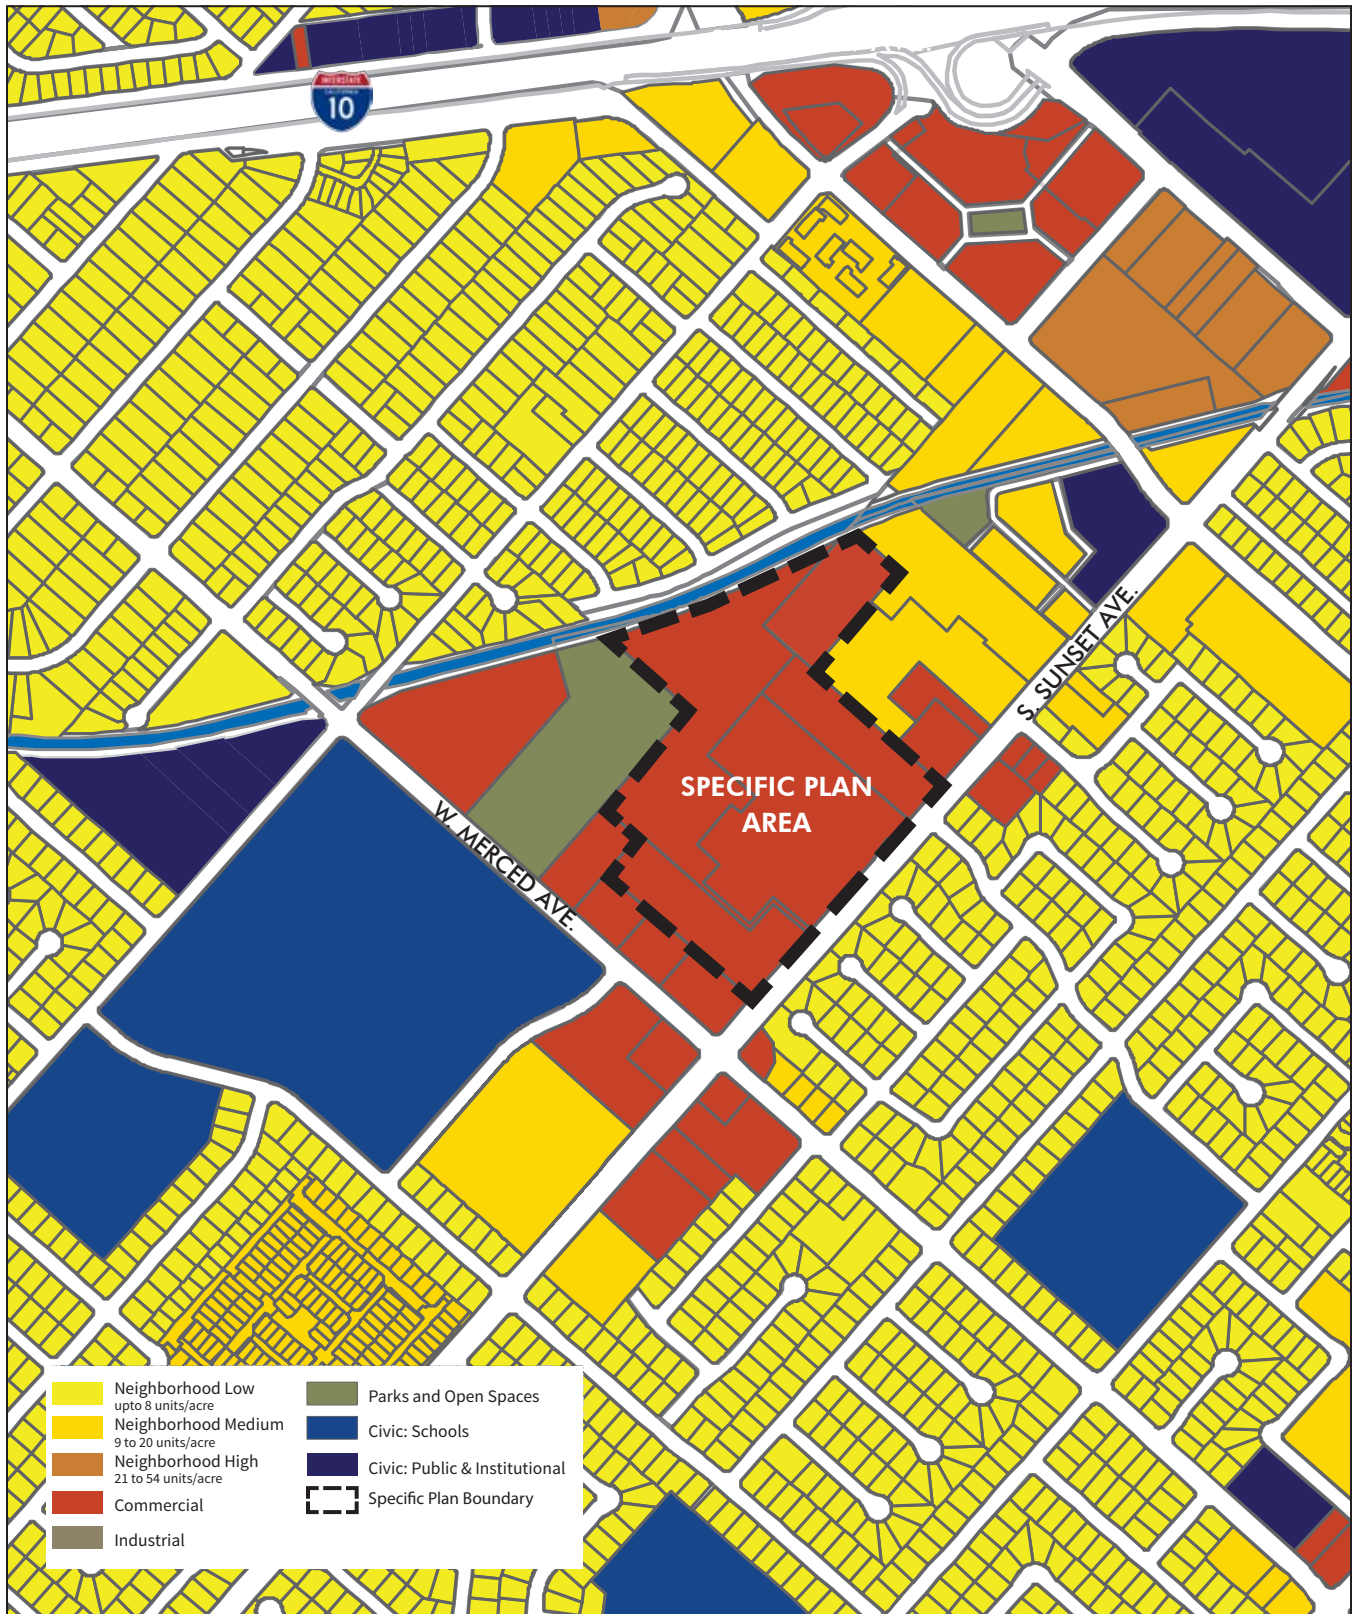 INTERSTATE
CALIFORNIA
10
S. SUNSET AVE.
SPECIFIC PLAN
AREA
W. MERCED AVE.
Neighborhood Low
upto 8 units/acre
Neighborhood Medium
9 to 20 units/acre
Neighborhood High
21 to 54 units/acre
Commercial
Industrial
Parks and Open Spaces
Civic: Schools
Civic: Public & Institutional
Specific Plan Boundary